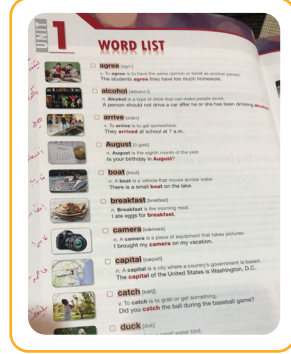 UNIT
1
WORD LIST
agree
v. To agree is to have the same opinion or belief as another person.
The students agree they have too much homework.
alcohol
n. Alcohol is a type of drink that can make people drunk.
A person should not drive a car after he or she has been drinking alcohol.
arrive
v. To arrive is to get somewhere.
They arrived at school at 7 a.m.
August
n. August is the eighth month of the year.
Is your birthday in August?
boat
n. A boat is a vehicle that moves across water.
There is a small boat on the lake.
breakfast
n. Breakfast is the morning meal.
I ate eggs for breakfast.
camera
n. A camera is a piece of equipment that takes pictures.
I brought my camera on my vacation.
capital
n. A capital is a city where a country's government is based.
The capital of the United States is Washington, D.C.
catch
v. To catch is to grab or get something.
Did you catch the ball during the baseball game?
duck
water bird.